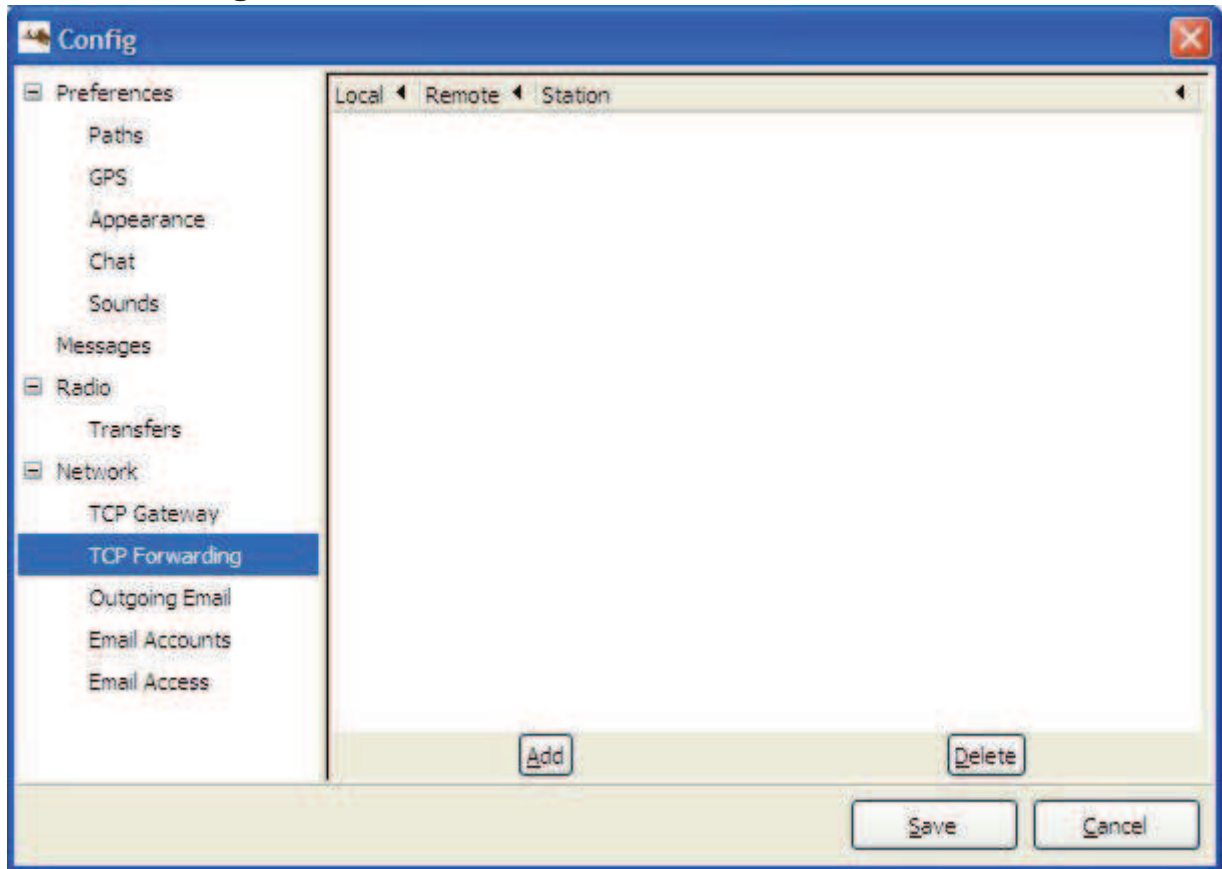 Config
Preferences
Paths
GPS
Appearance
Chat
Sounds
Messages
Radio
Transfers
Network
TCP Gateway
TCP Forwarding
Outgoing Email
Email Accounts
Email Access
Local Remote Station
Add Delete
Save Cancel